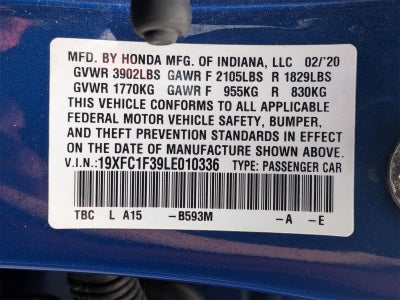 MFD. BY HONDA MFG. OF INDIANA, LLC 02/'20
GVWR 3902LBS GAWR F 2105LBS R 1829LBS
GVWR 1770KG GAWR F 955KG R 830KG
THIS VEHICLE CONFORMS TO ALL APPLICABLE
FEDERAL MOTOR VEHICLE SAFETY, BUMPER,
AND THEFT PREVENTION STANDARDS IN EFFECT
ON THE DATE OF MANUFACTURE SHOWN ABOVE.
V.I.N.: 19XFC1F39LE010336 TYPE: PASSENGER CAR
TBC L A15 -B593M -A -E